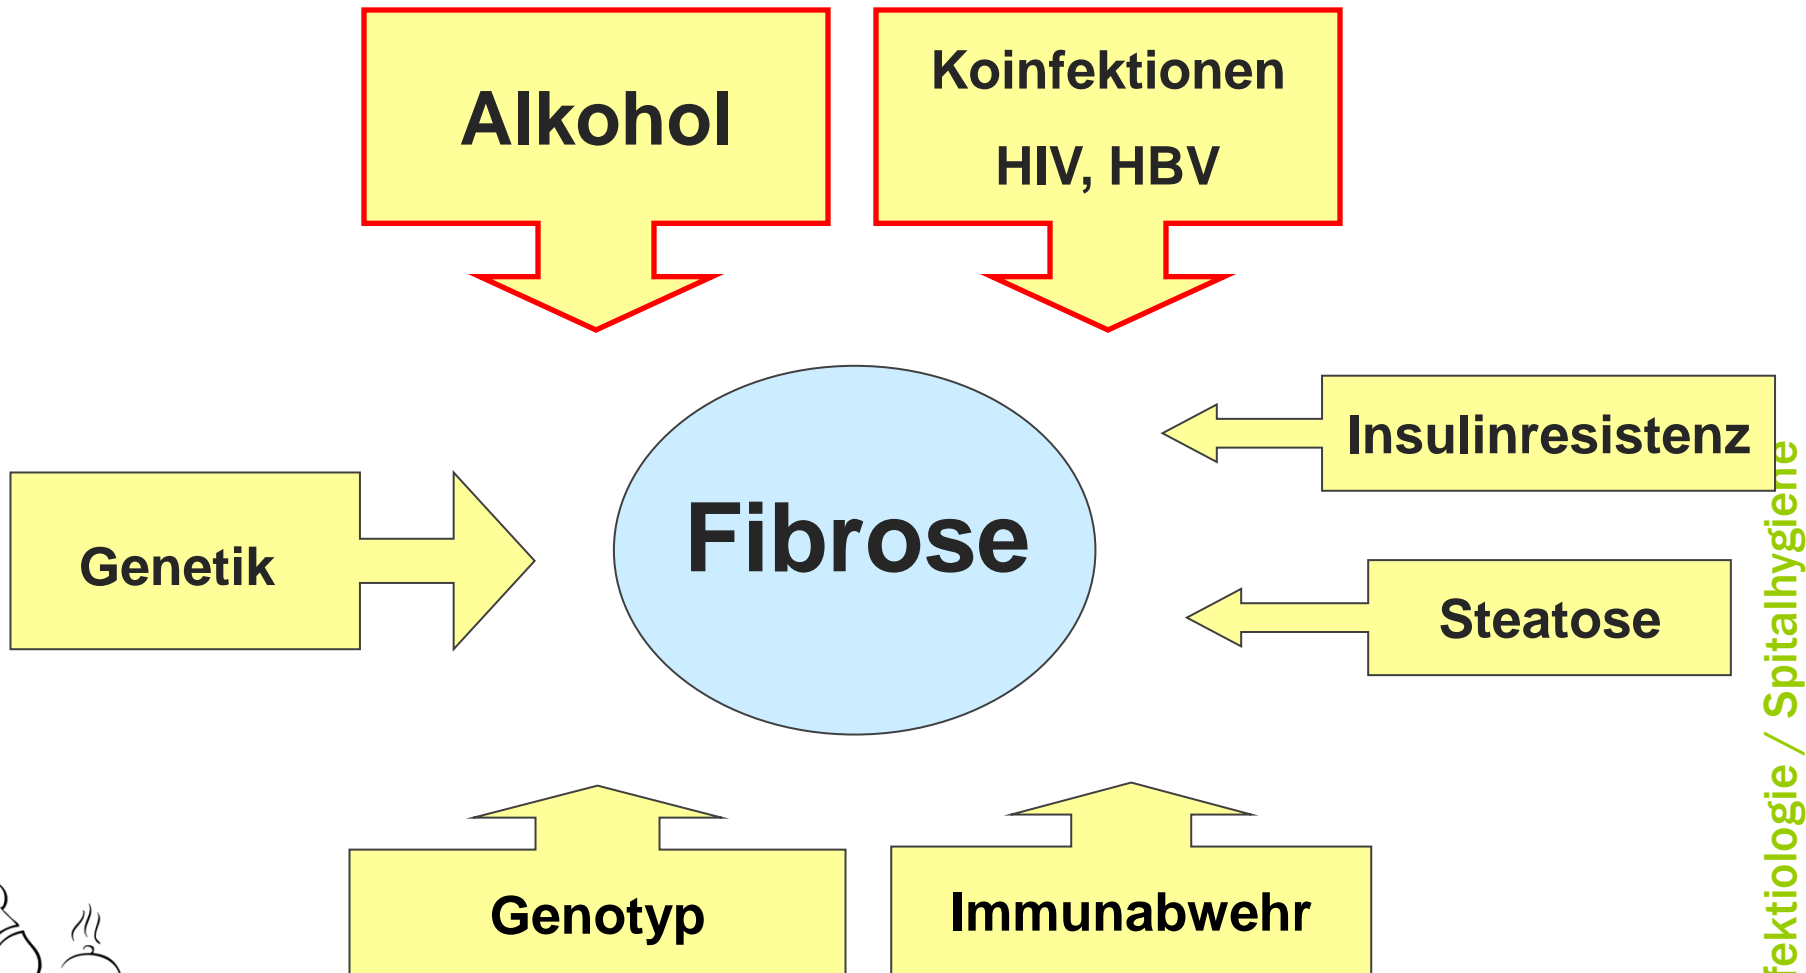 Alkohol
Koinfektionen
HIV, HBV
Insulinresistenz
Genetik
Fibrose
Steatose
Genotyp
Immunabwehr
fektiologie / Spitalhygiene